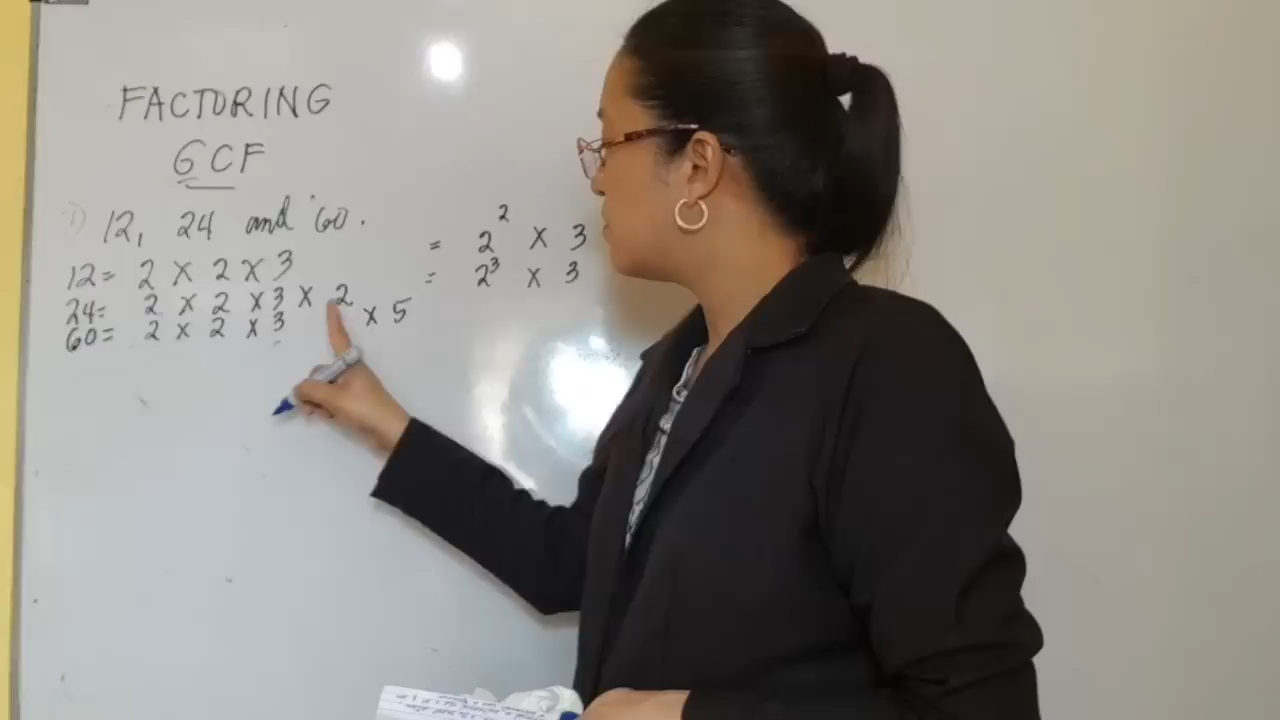 FACTORING
GCF
1) 12, 24 and 60.
12 = 2 X 2 X 3 = 2² X 3
24 = 2 X 2 X 3 X 2 = 2³ X 3
60 = 2 X 2 X 3 X 5